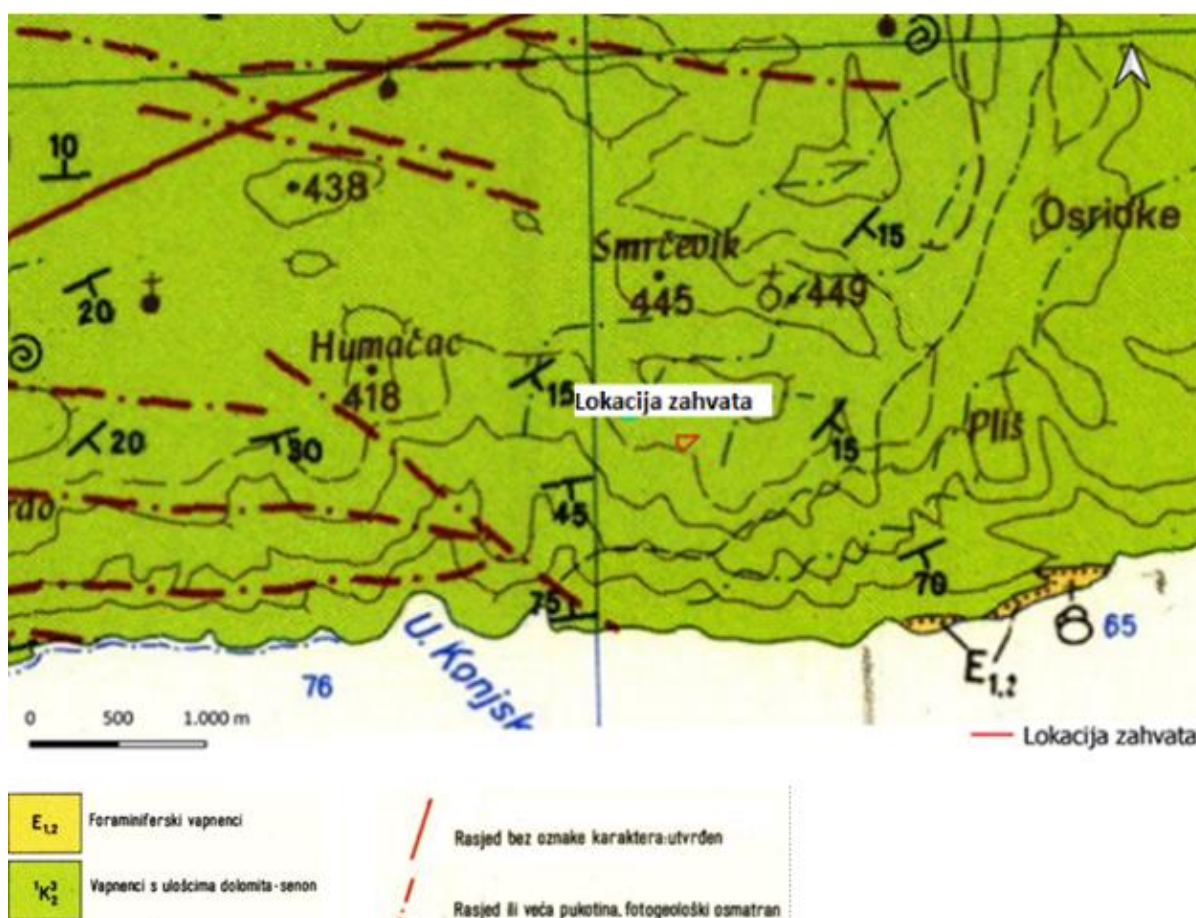 10
438
Smrčevik
445
449
15
Osridke
20
Humačac
418
15
Lokacija zahvata
20
30
15
Pliš
45
70
75
U. Konjsk
76
65
E1,2
0 500 1.000 m
Lokacija zahvata
E1,2 Foraminiferski vapnenci
Rasjed bez oznake karaktera:utvrđen
¹K₂³ Vapnenci s ulošcima dolomita-senon
Rasjed ili veća pukotina, fotogeološki osmatran